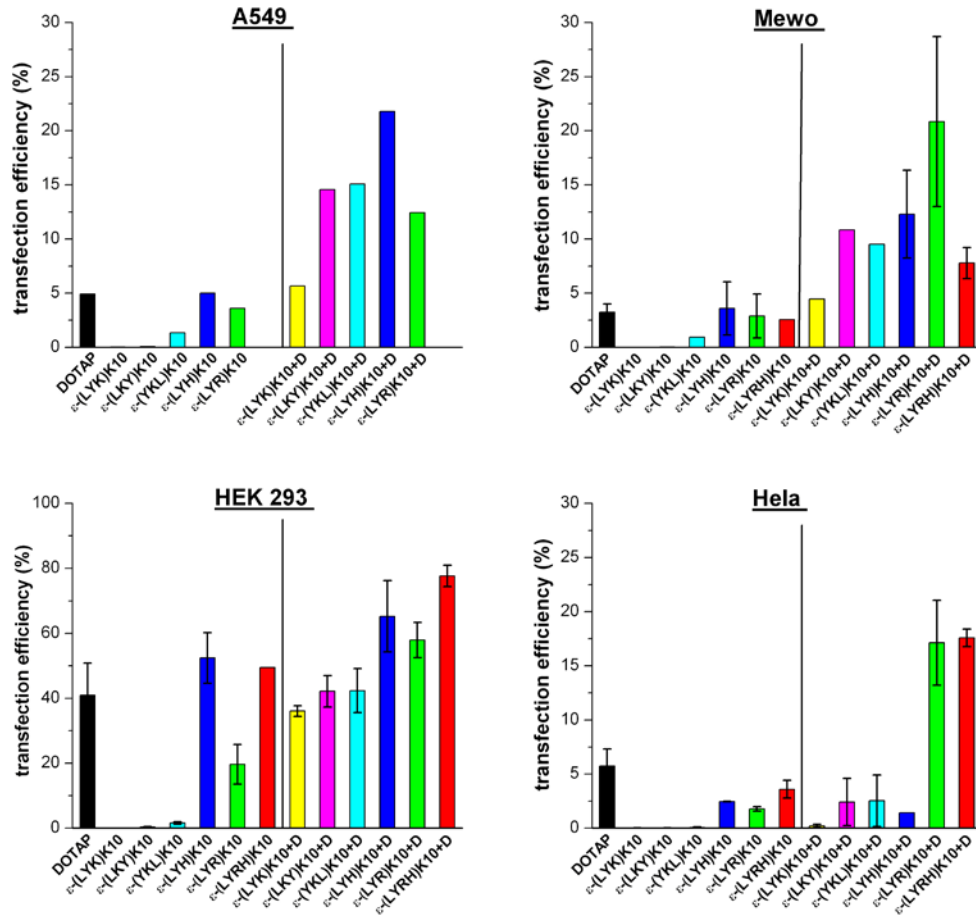 A549
transfection efficiency (%)
30
25
20
15
10
5
0
DOTAP
ε-(LYK)K10
ε-(LKY)K10
ε-(YKL)K10
ε-(LYH)K10
ε-(LYR)K10
ε-(LYK)K10+D
ε-(LKY)K10+D
ε-(YKL)K10+D
ε-(LYH)K10+D
ε-(LYR)K10+D
Mewo
transfection efficiency (%)
30
25
20
15
10
5
0
DOTAP
ε-(LYK)K10
ε-(LKY)K10
ε-(YKL)K10
ε-(LYH)K10
ε-(LYR)K10
ε-(LYRH)K10
ε-(LYK)K10+D
ε-(LKY)K10+D
ε-(YKL)K10+D
ε-(LYH)K10+D
ε-(LYR)K10+D
ε-(LYRH)K10+D
HEK 293
transfection efficiency (%)
100
80
60
40
20
0
DOTAP
ε-(LYK)K10
ε-(LKY)K10
ε-(YKL)K10
ε-(LYH)K10
ε-(LYR)K10
ε-(LYRH)K10
ε-(LYK)K10+D
ε-(LKY)K10+D
ε-(YKL)K10+D
ε-(LYH)K10+D
ε-(LYR)K10+D
ε-(LYRH)K10+D
Hela
transfection efficiency (%)
30
25
20
15
10
5
0
DOTAP
ε-(LYK)K10
ε-(LKY)K10
ε-(YKL)K10
ε-(LYH)K10
ε-(LYR)K10
ε-(LYRH)K10
ε-(LYK)K10+D
ε-(LKY)K10+D
ε-(YKL)K10+D
ε-(LYH)K10+D
ε-(LYR)K10+D
ε-(LYRH)K10+D